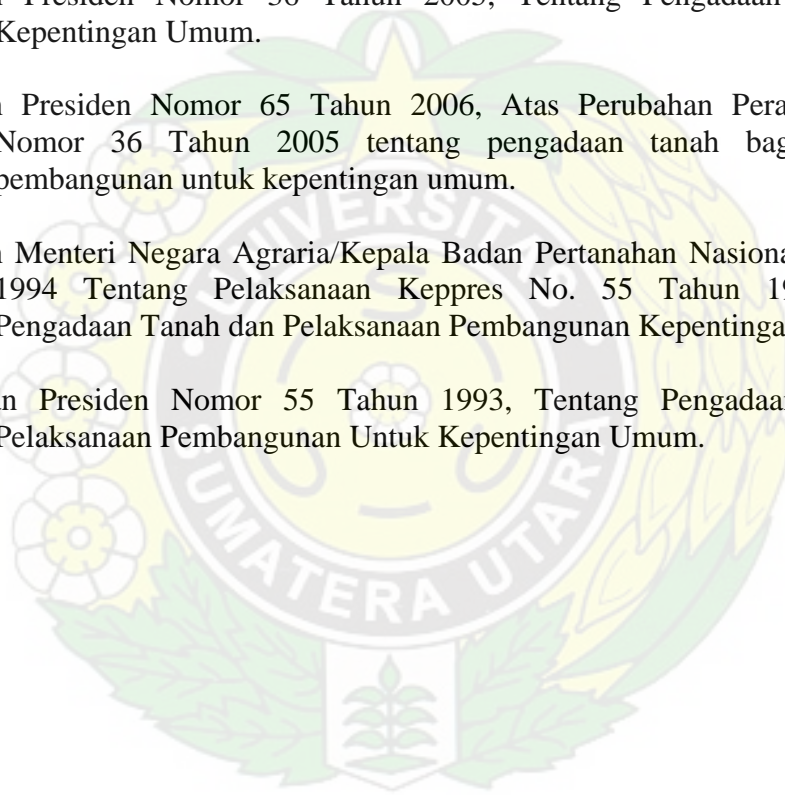 n Presiden Nomor 36 Tahun 2005, Tentang Pengadaan
Kepentingan Umum.
n Presiden Nomor 65 Tahun 2006, Atas Perubahan Pera
Nomor 36 Tahun 2005 tentang pengadaan tanah bag
pembangunan untuk kepentingan umum.
n Menteri Negara Agraria/Kepala Badan Pertanahan Nasiona
1994 Tentang Pelaksanaan Keppres No. 55 Tahun 19
Pengadaan Tanah dan Pelaksanaan Pembangunan Kepentinga
an Presiden Nomor 55 Tahun 1993, Tentang Pengadaa
Pelaksanaan Pembangunan Untuk Kepentingan Umum.
UNIVERSITAS
SUMATERA UTARA